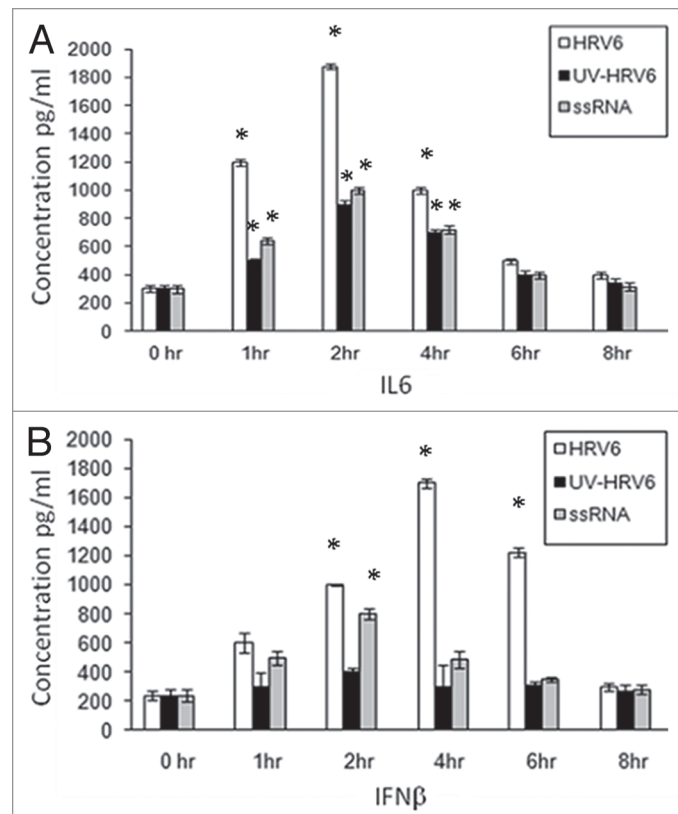 A
Concentration pg/ml
2000
1800
1600
1400
1200
1000
800
600
400
200
0
*
*
*
*
*
*
*
*
*
HRV6
UV-HRV6
ssRNA
0 hr
1hr
2hr
4hr
6hr
8hr
IL6
B
Concentration pg/ml
2000
1800
1600
1400
1200
1000
800
600
400
200
0
*
*
*
*
HRV6
UV-HRV6
ssRNA
0 hr
1hr
2hr
4hr
6hr
8hr
IFNβ